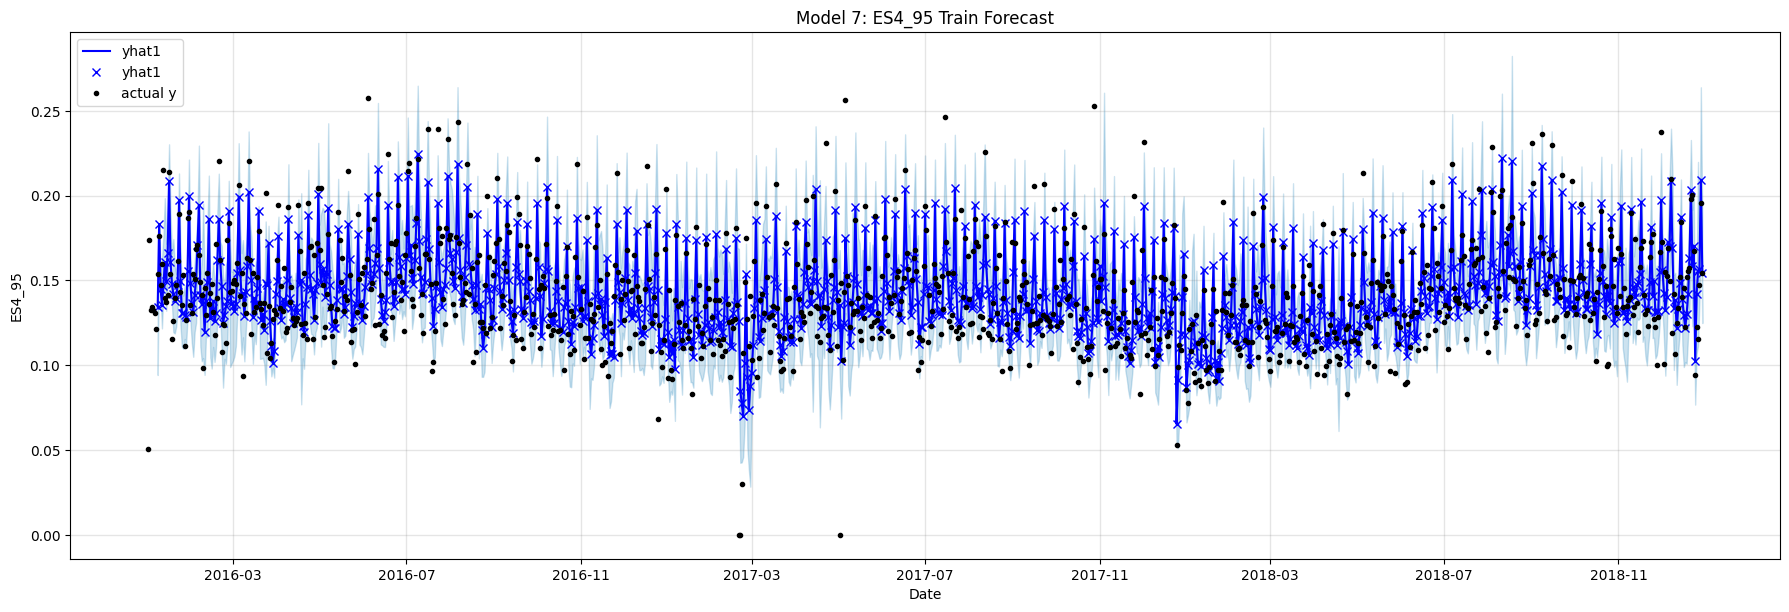 Model 7: ES4_95 Train Forecast
yhat1
yhat1
actual y
ES4_95
0.25
0.20
0.15
0.10
0.05
0.00
2016-03 2016-07 2016-11 2017-03 2017-07 2017-11 2018-03 2018-07 2018-11
Date